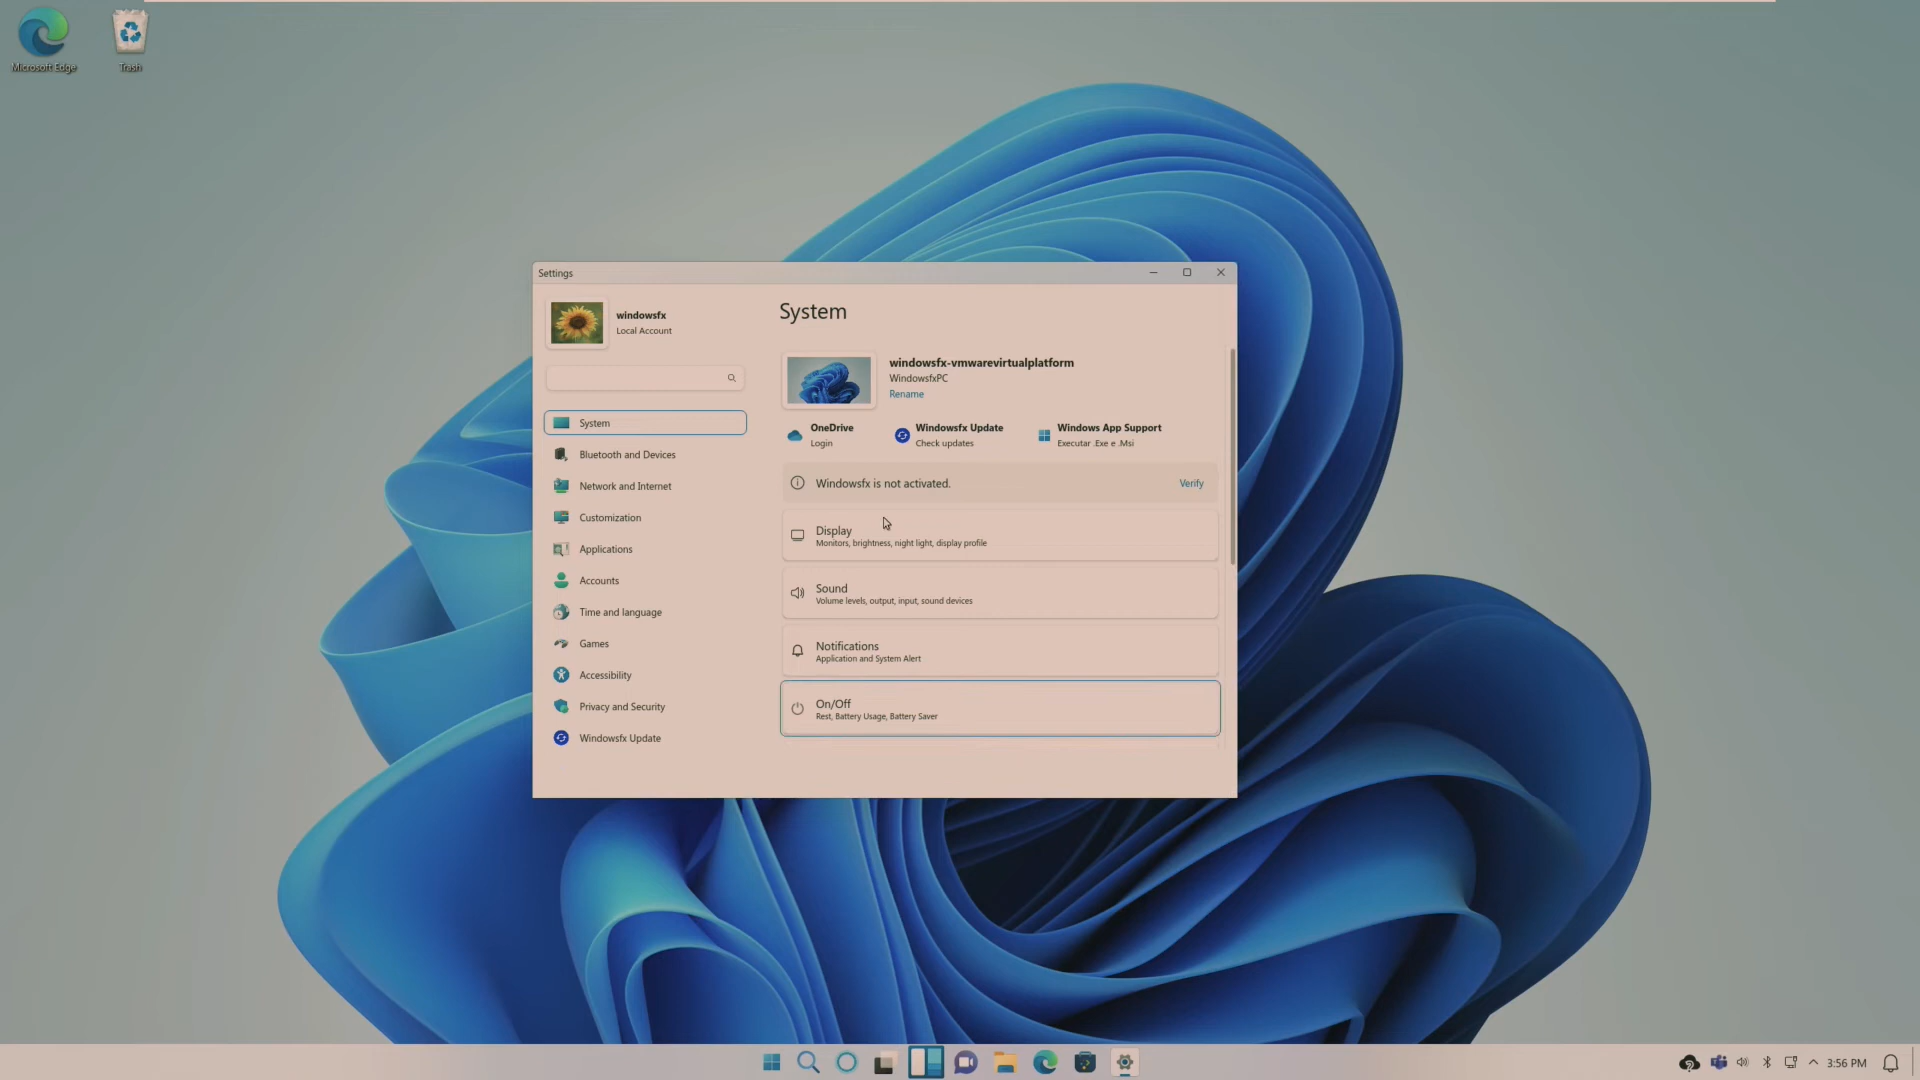 Microsoft Edge
Trash
Settings
windowsfx
Local Account
System
Bluetooth and Devices
Network and Internet
Customization
Applications
Accounts
Time and language
Games
Accessibility
Privacy and Security
Windowsfx Update
System
windowsfx-vmwarevirtualplatform
WindowsfxPC
Rename
OneDrive
Login
Windowsfx Update
Check updates
Windows App Support
Executar .Exe e .Msi
Windowsfx is not activated.
Verify
Display
Monitors, brightness, night light, display profile
Sound
Volume levels, output, input, sound devices
Notifications
Application and System Alert
On/Off
Rest, Battery Usage, Battery Saver
3:56 PM